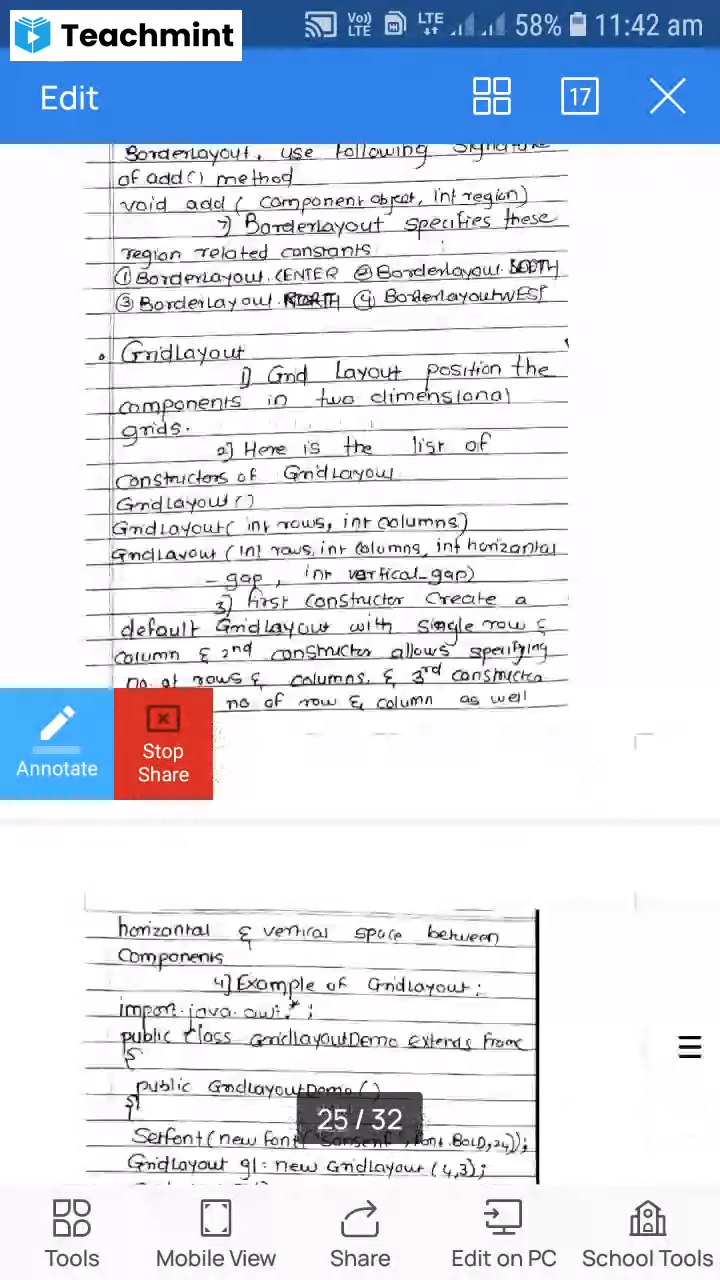 Teachmint
Vo) LTE LTE 58% 11:42 am
Edit
17
BorderLayout. use following signature
of add() method
void add ( component object, int region)
7) BorderLayout specifies these
region related constants
① BorderLayout. CENTER ② BorderLayout. SOUTH
③ BorderLayout. NORTH ④ BorderLayout WEST
GridLayout
1) Grid Layout position the
components in two dimensional
grids.
2] Here is the list of
constructors of GridLayout
GridLayout()
GridLayout( int rows, int columns)
GridLayout (int rows, int columns, int horizontal
- gap, int vertical_gap)
3) first constructor create a
default GridLayout with single row &
column & 2nd constructor allows specifying
no. of rows & columns. & 3rd constructor
no of row & column as well
Annotate
Stop
Share
horizontal & vertical space between
Components
4] Example of GridLayout :
import.java.awt.* ;
public class GridlayoutDemo extends frame
{
public GridLayoutDemo()
{
25 / 32
SetFont(new Font("Sanserif", Font.BOLD,24));
GridLayout gl = new GridLayout (4,3);
Tools
Mobile View
Share
Edit on PC
School Tools